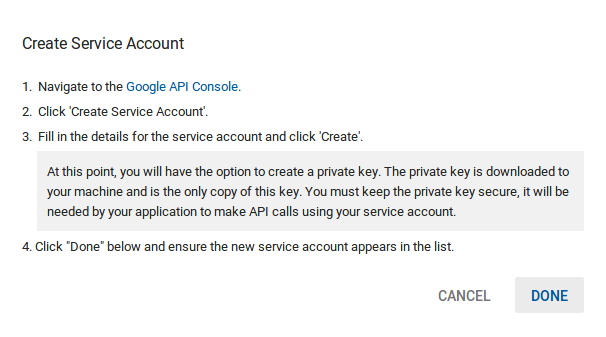 Create Service Account
1. Navigate to the Google API Console.
2. Click 'Create Service Account'.
3. Fill in the details for the service account and click 'Create'.
At this point, you will have the option to create a private key. The private key is downloaded to
your machine and is the only copy of this key. You must keep the private key secure, it will be
needed by your application to make API calls using your service account.
4. Click "Done" below and ensure the new service account appears in the list.
CANCEL DONE